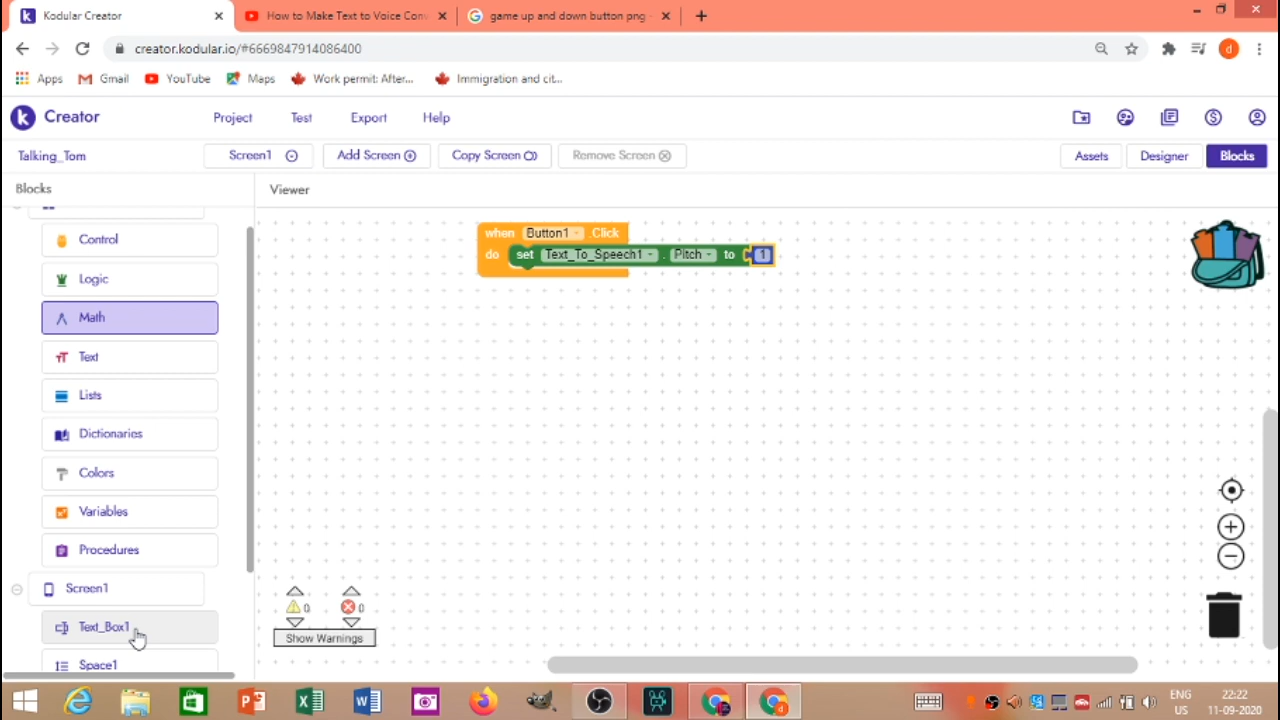 Kodular Creator
How to Make Text to Voice Con
game up and down button png
creator.kodular.io/#6669847914086400
d
Apps
Gmail
YouTube
Maps
Work permit: After...
Immigration and cit...
k Creator
Project
Test
Export
Help
Talking_Tom
Screen1
Add Screen
Copy Screen
Remove Screen
Assets
Designer
Blocks
Blocks
Viewer
Control
Logic
Math
Text
Lists
Dictionaries
Colors
Variables
Procedures
Screen1
Text_Box1
Space1
when Button1 .Click
do set Text_To_Speech1 . Pitch to 1
0 0
Show Warnings
ENG 22:22
US 11-09-2020